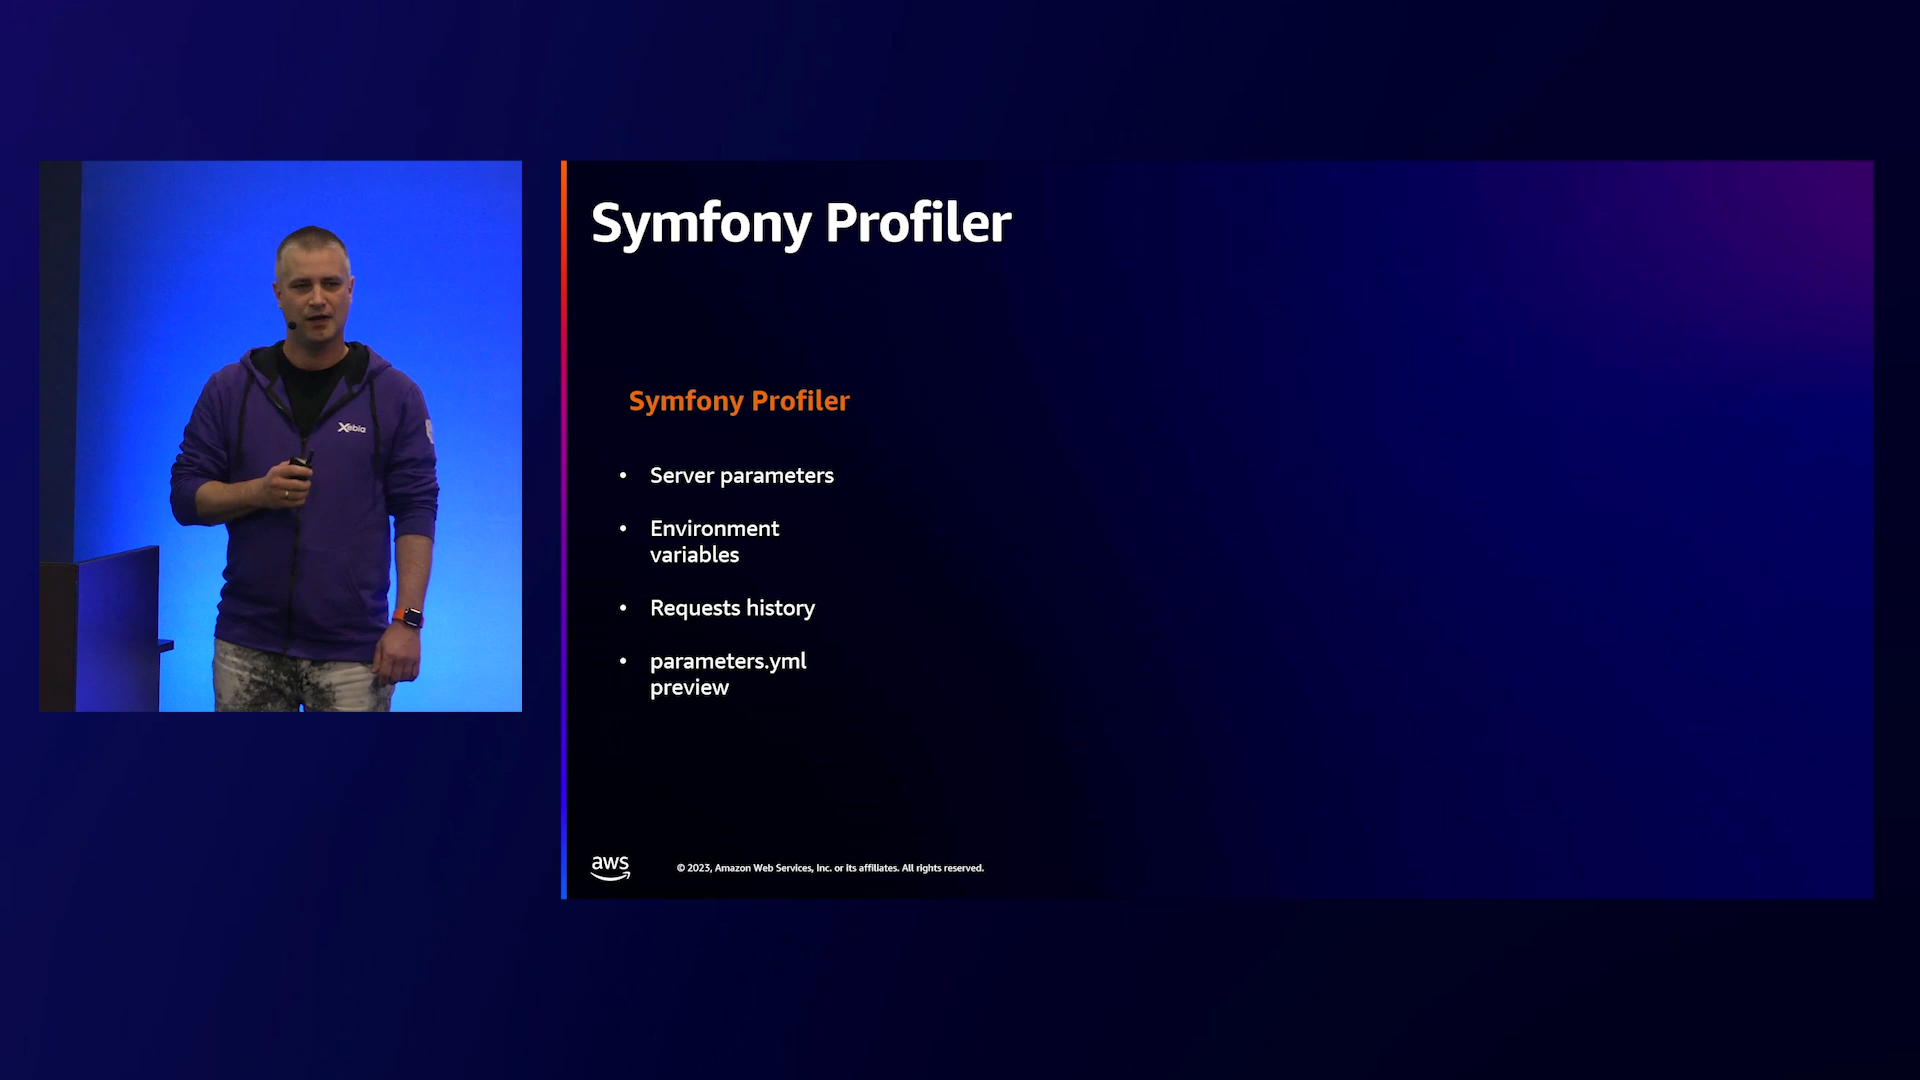 Symfony Profiler
Symfony Profiler
• Server parameters
• Environment
variables
• Requests history
• parameters.yml
preview
aws
© 2023, Amazon Web Services, Inc. or its affiliates. All rights reserved.
Xebia